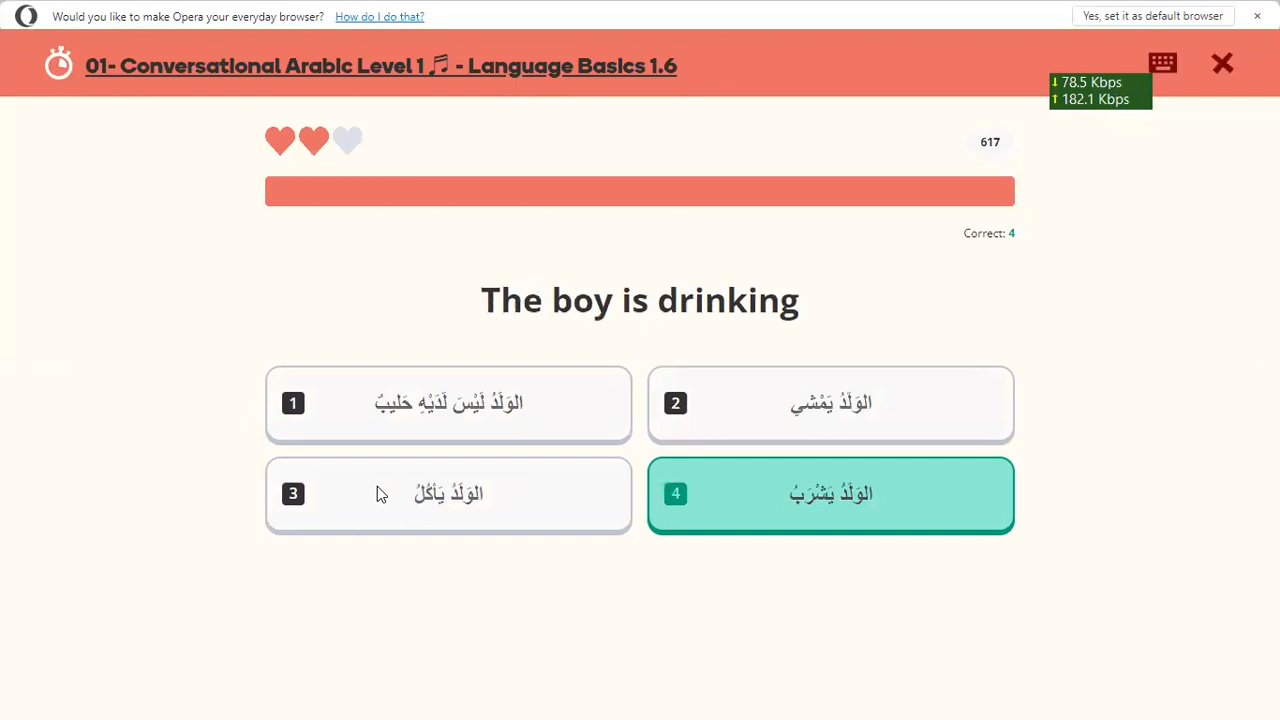 Would you like to make Opera your everyday browser? How do I do that? Yes, set it as default browser ×
01- Conversational Arabic Level 1🎵 - Language Basics 1.6
↓ 78.5 Kbps
↑ 182.1 Kbps
617
Correct: 4
The boy is drinking
1 الوَلَدُ لَيْسَ لَدَيْهِ حَليبٌ
2 الوَلَدُ يَمْشي
3 الوَلَدُ يَأكُلُ
4 الوَلَدُ يَشْرَبُ